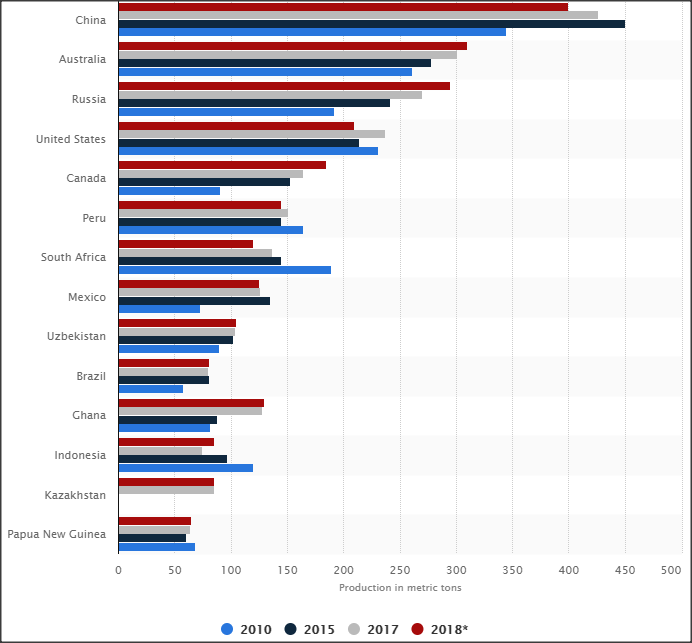 China
Australia
Russia
United States
Canada
Peru
South Africa
Mexico
Uzbekistan
Brazil
Ghana
Indonesia
Kazakhstan
Papua New Guinea
0 50 100 150 200 250 300 350 400 450 500
Production in metric tons
2010 2015 2017 2018*